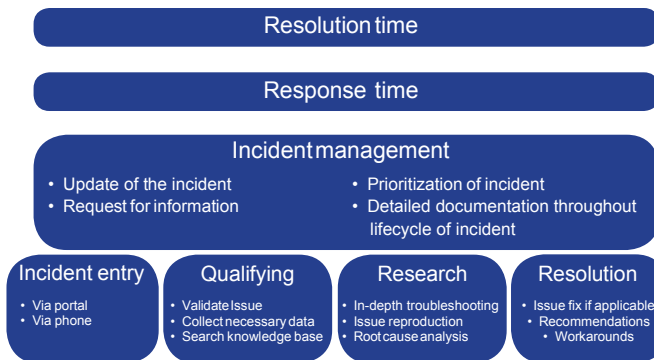 Resolution time
Response time
Incident management
• Update of the incident
• Request for information
• Prioritization of incident
• Detailed documentation throughout
lifecycle of incident
Incident entry
• Via portal
• Via phone
Qualifying
• Validate Issue
• Collect necessary data
• Search knowledge base
Research
• In-depth troubleshooting
• Issue reproduction
• Root cause analysis
Resolution
• Issue fix if applicable
• Recommendations
• Workarounds